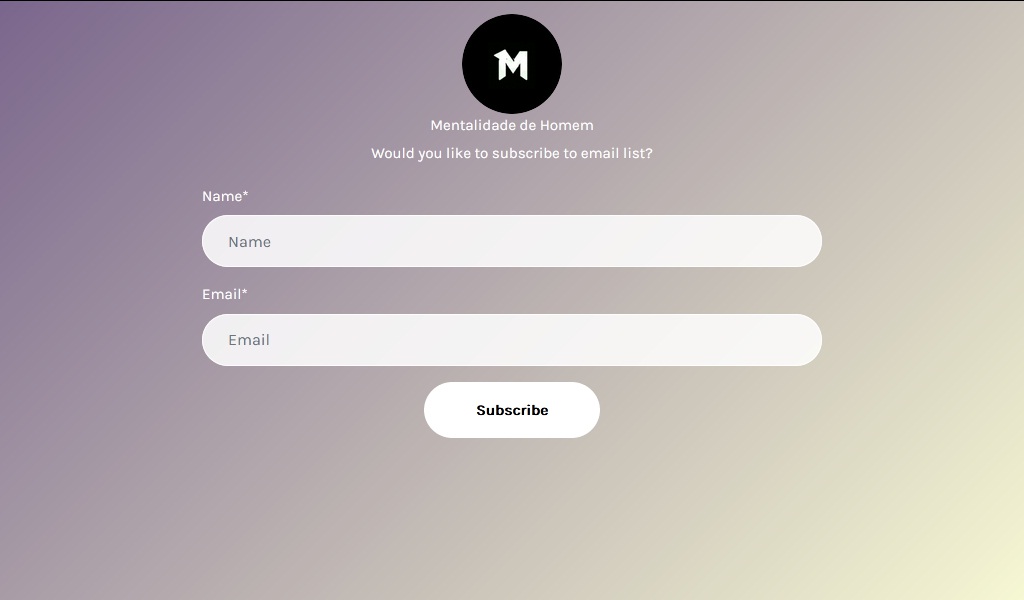 M
Mentalidade de Homem
Would you like to subscribe to email list?
Name*
Name
Email*
Email
Subscribe